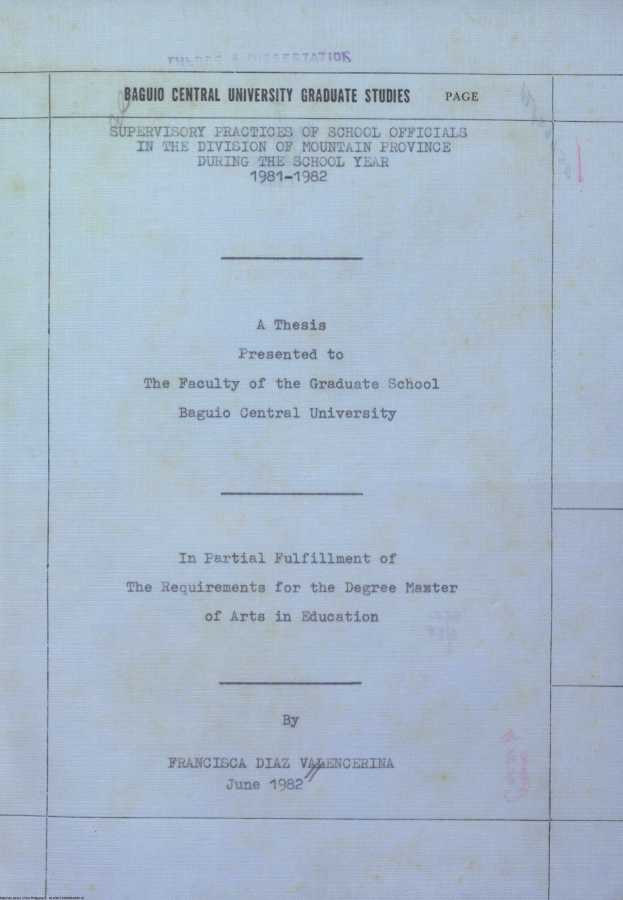 THESES & DISSERTATION
BAGUIO CENTRAL UNIVERSITY GRADUATE STUDIES PAGE
SUPERVISORY PRACTICES OF SCHOOL OFFICIALS
IN THE DIVISION OF MOUNTAIN PROVINCE
DURING THE SCHOOL YEAR
1981-1982
A Thesis
Presented to
The Faculty of the Graduate School
Baguio Central University
In Partial Fulfillment of
The Requirements for the Degree Master
of Arts in Education
By
FRANCISCA DIAZ VALENCERINA
June 1982